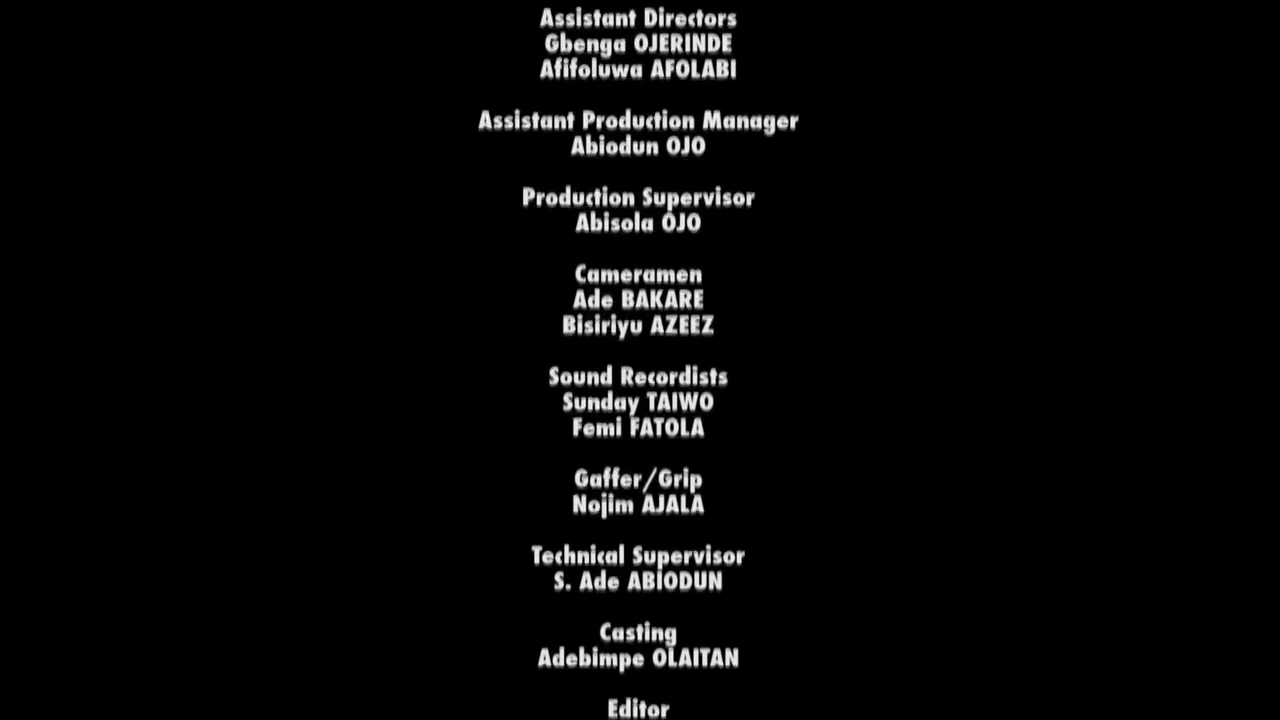 Assistant Directors
Gbenga OJERINDE
Afifoluwa AFOLABI
Assistant Production Manager
Abiodun OJO
Production Supervisor
Abisola OJO
Cameramen
Ade BAKARE
Bisiriyu AZEEZ
Sound Recordists
Sunday TAIWO
Femi FATOLA
Gaffer/Grip
Nojim AJALA
Technical Supervisor
S. Ade ABIODUN
Casting
Adebimpe OLAITAN
Editor